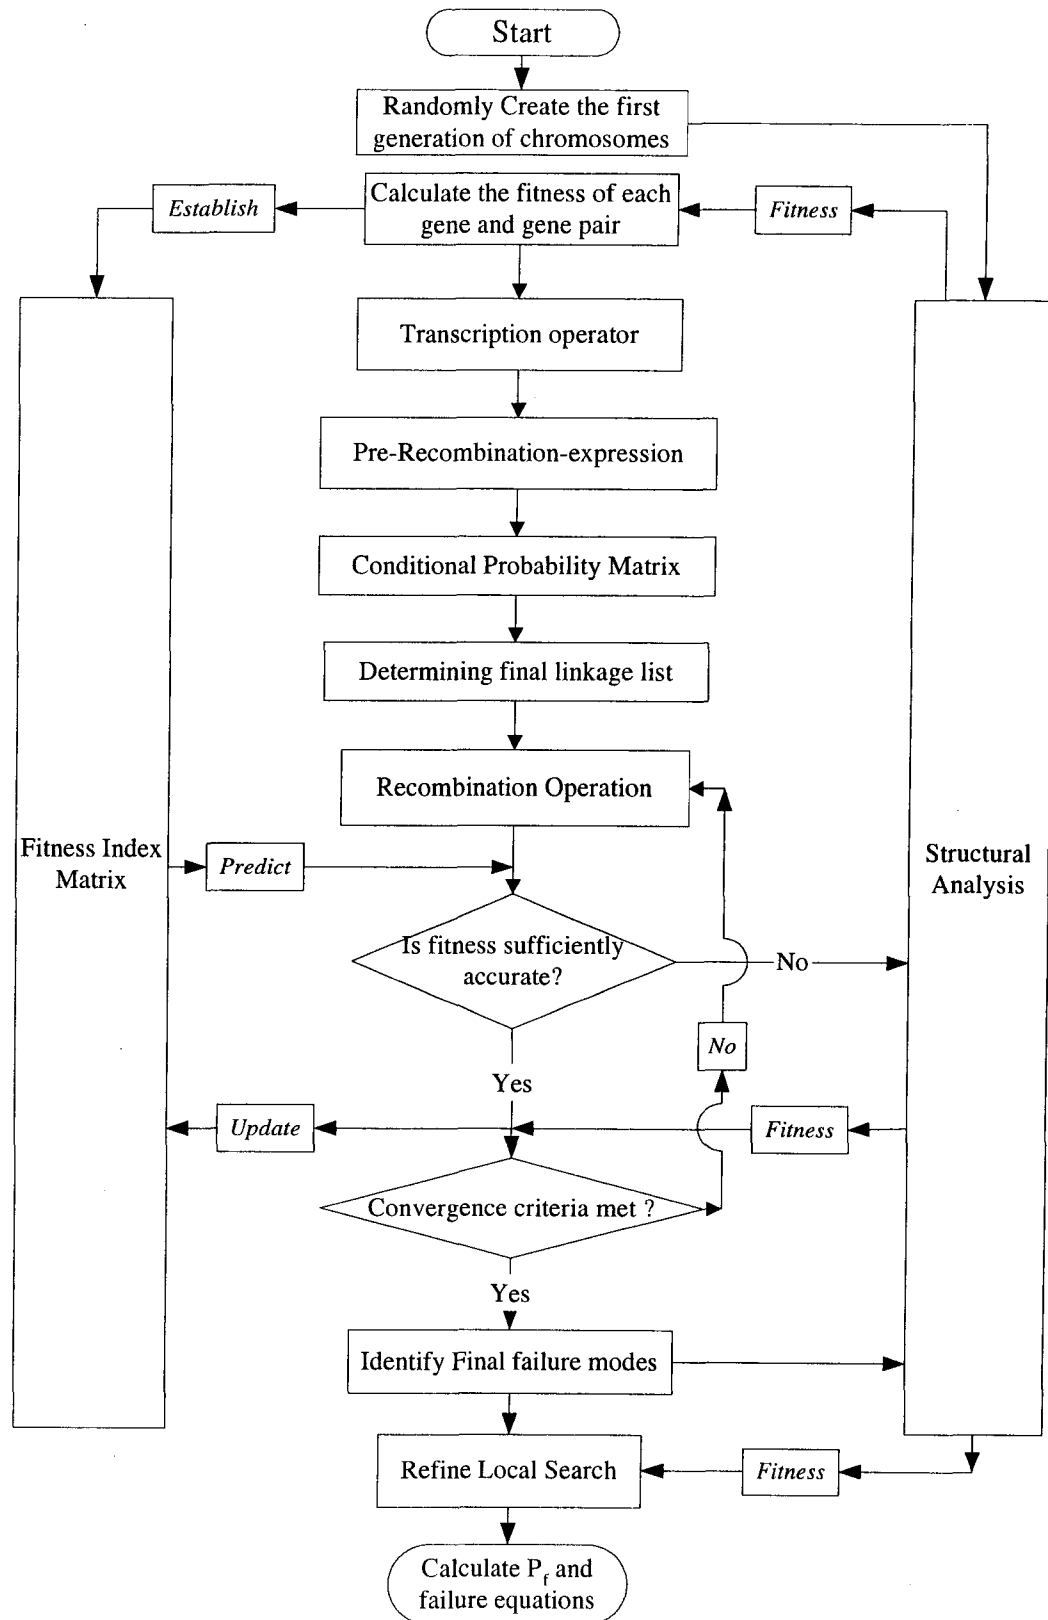 Start
Randomly Create the first
generation of chromosomes
Establish
Calculate the fitness of each
gene and gene pair
Fitness
Transcription operator
Pre-Recombination-expression
Conditional Probability Matrix
Determining final linkage list
Recombination Operation
Fitness Index
Matrix
Predict
Structural
Analysis
Is fitness sufficiently
accurate?
No
No
Yes
Update
Fitness
Convergence criteria met ?
Yes
Identify Final failure modes
Refine Local Search
Fitness
Calculate Pf and
failure equations